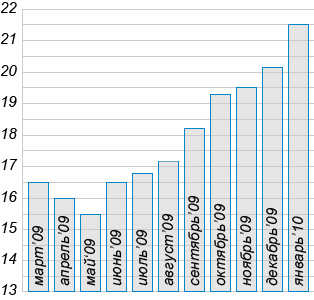 22
21
20
19
18
17
16
15
14
13
март'09
апрель'09
май'09
июнь'09
июль'09
август'09
сентябрь'09
октябрь'09
ноябрь'09
декабрь'09
январь'10